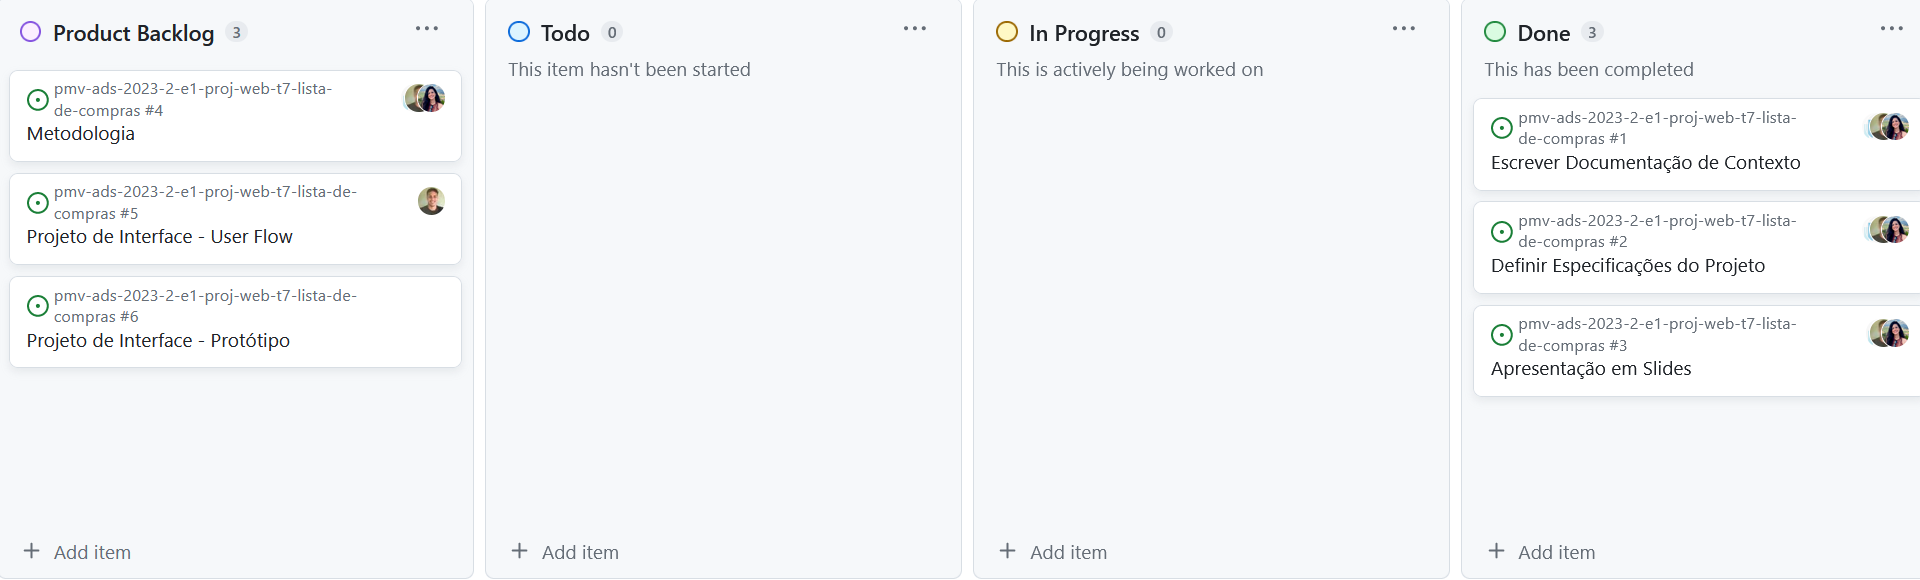 Product Backlog 3
pmv-ads-2023-2-e1-proj-web-t7-lista-
de-compras #4
Metodologia
pmv-ads-2023-2-e1-proj-web-t7-lista-de-
compras #5
Projeto de Interface - User Flow
pmv-ads-2023-2-e1-proj-web-t7-lista-de-
compras #6
Projeto de Interface - Protótipo
+ Add item
Todo 0
This item hasn't been started
+ Add item
In Progress 0
This is actively being worked on
+ Add item
Done 3
This has been completed
pmv-ads-2023-2-e1-proj-web-t7-lista-
de-compras #1
Escrever Documentação de Contexto
pmv-ads-2023-2-e1-proj-web-t7-lista-
de-compras #2
Definir Especificações do Projeto
pmv-ads-2023-2-e1-proj-web-t7-lista-
de-compras #3
Apresentação em Slides
+ Add item